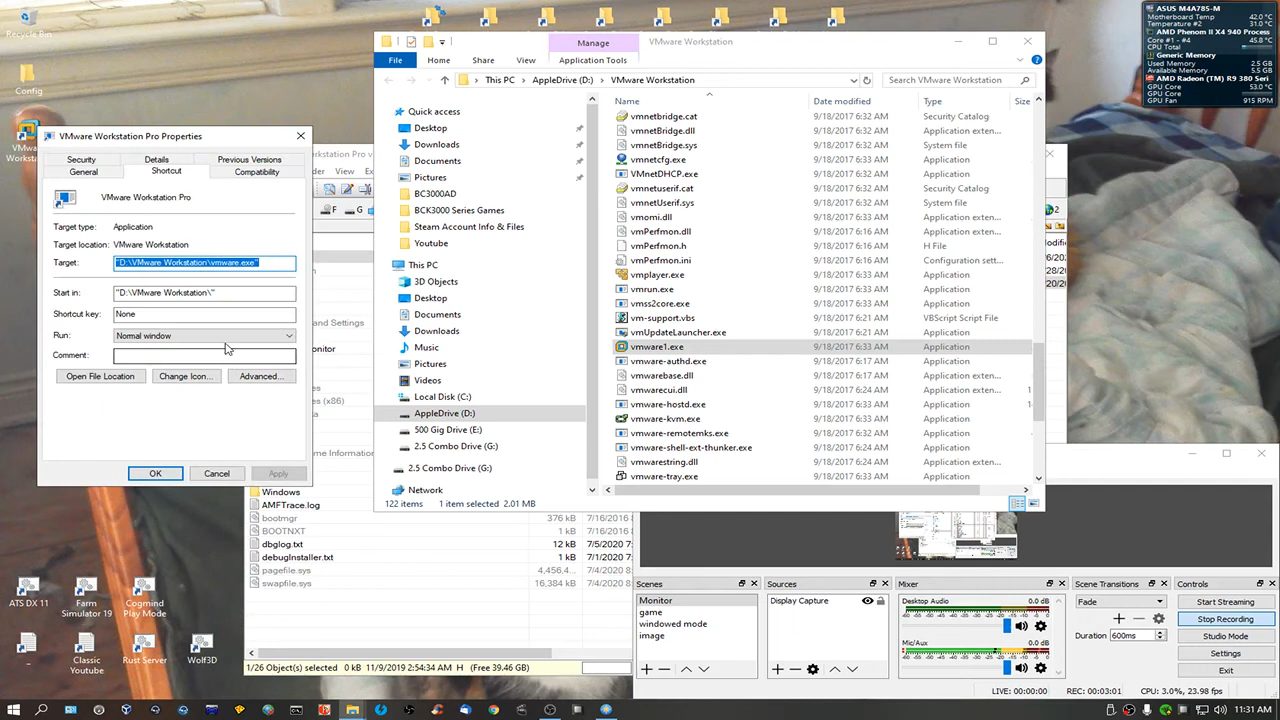 Recycle Bin
Config
VMw
Works
ATS DX 11
Farm
Simulator 19
Cogmind
Play Mode
_
Classic
Youtube
Rust Server
Wolf3D
VMware Workstation Pro Properties
Security
Details
Previous Versions
General
Shortcut
Compatibility
VMware Workstation Pro
Target type:
Application
Target location:
VMware Workstation
Target:
"D:\VMware Workstation\vmware.exe"
Start in:
"D:\VMware Workstation\"
Shortcut key:
None
Run:
Normal window
Comment:
Open File Location
Change Icon...
Advanced...
OK
Cancel
Apply
Manage
VMware Workstation
File
Home
Share
View
Application Tools
This PC
AppleDrive (D:)
VMware Workstation
Search VMware Workstation
Quick access
Desktop
Downloads
Documents
Pictures
BC3000AD
BCK3000 Series Games
Steam Account Info & Files
Youtube
This PC
3D Objects
Desktop
Documents
Downloads
Music
Pictures
Videos
Local Disk (C:)
AppleDrive (D:)
500 Gig Drive (E:)
2.5 Combo Drive (G:)
2.5 Combo Drive (G:)
Network
Name
Date modified
Type
Size
vmnetbridge.cat 9/18/2017 6:32 AM Security Catalog
vmnetBridge.dll 9/18/2017 6:32 AM Application exten...
vmnetBridge.sys 9/18/2017 6:32 AM System file
vmnetcfg.exe 9/18/2017 6:33 AM Application
VMnetDHCP.exe 9/18/2017 6:32 AM Application
vmnetuserif.cat 9/18/2017 6:32 AM Security Catalog
vmnetUserif.sys 9/18/2017 6:32 AM System file
vmomi.dll 9/18/2017 6:17 AM Application exten...
vmPerfmon.dll 9/18/2017 6:32 AM Application exten...
vmPerfmon.h 9/18/2017 6:32 AM H File
vmPerfmon.ini 9/18/2017 6:32 AM Configuration sett...
vmplayer.exe 9/18/2017 6:33 AM Application
vmrun.exe 9/18/2017 6:32 AM Application
vmss2core.exe 9/18/2017 6:33 AM Application
vm-support.vbs 9/18/2017 6:21 AM VBScript Script File
vmUpdateLauncher.exe 9/18/2017 6:33 AM Application
vmware1.exe 9/18/2017 6:33 AM Application
vmware-authd.exe 9/18/2017 6:17 AM Application
vmwarebase.dll 9/18/2017 6:17 AM Application exten...
vmwarecui.dll 9/18/2017 6:24 AM Application exten... 1
vmware-hostd.exe 9/18/2017 6:33 AM Application 1
vmware-kvm.exe 9/18/2017 6:33 AM Application
vmware-remotemks.exe 9/18/2017 6:32 AM Application
vmware-shell-ext-thunker.exe 9/18/2017 6:24 AM Application
vmwarestring.dll 9/18/2017 6:24 AM Application exten...
vmware-tray.exe 9/18/2017 6:33 AM Application
122 items
1 item selected 2.01 MB
rkstation Pro v
View
F
G
and Settings
onitor
s (x86)
me Information
Windows
AMFTrace.log
bootmgr 376 kB 7/16/2016
BOOTNXT 1 kB 7/16/2016
dbglog.txt 12 kB 7/5/2020 7:
debugInstaller.txt 1 kB 7/1/2020 7:
pagefile.sys 4,456,4... 7/4/2020 7:
swapfile.sys 16,384 kB 7/4/2020 7:
1/26 Object(s) selected 0 kB 11/9/2019 2:54:34 AM H (Free 39.46 GB)
2
Modified
ASUS M4A785-M
Motherboard Temp 42.0 °C
Temperature #2 31.0 °C
AMD Phenom II X4 940 Process
Core #1 - #4 45.8 °C
CPU Total
Generic Memory
Used Memory 2.5 GB
Available Memory 5.5 GB
AMD Radeon (TM) R9 380 Seri
GPU Core 53.0 °C
GPU Core
GPU Fan 915 RPM
Scenes
Monitor
game
windowed mode
image
Sources
Display Capture
Mixer
Desktop Audio 0.0 dB
Mic/Aux 0.0 dB
Scene Transitions
Fade
Duration 600ms
Controls
Start Streaming
Stop Recording
Studio Mode
Settings
Exit
LIVE: 00:00:00
REC: 00:03:01
CPU: 3.0%, 23.98 fps
11:31 AM